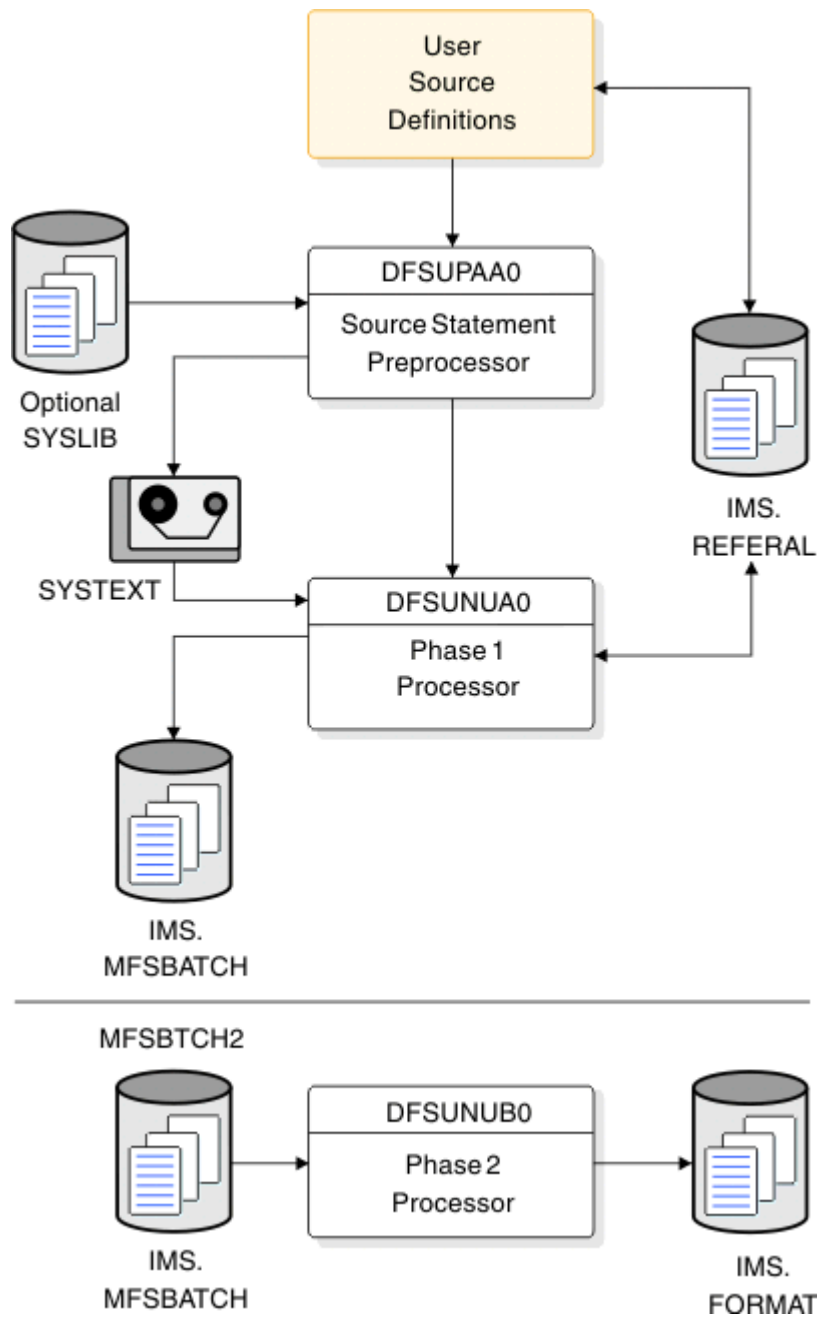 User
Source
Definitions
DFSUPAA0
Source Statement
Preprocessor
Optional
SYSLIB
IMS.
REFERAL
SYSTEXT
DFSUNUA0
Phase 1
Processor
IMS.
MFSBATCH
MFSBTCH2
DFSUNUB0
Phase 2
Processor
IMS.
MFSBATCH
IMS.
FORMAT